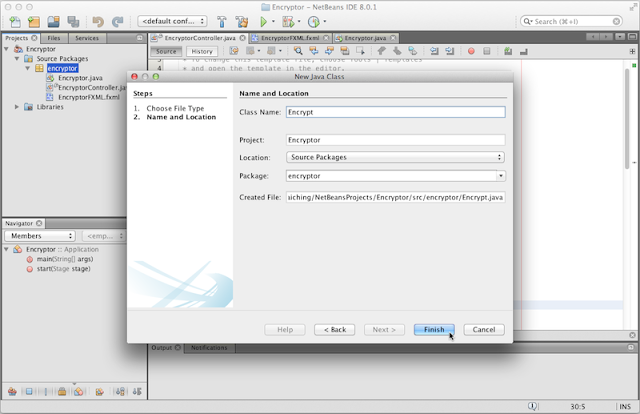 Encryptor - NetBeans IDE 8.0.1
<default conf...
Search (⌘+I)
Projects Files Services
Encryptor
Source Packages
encryptor
Encryptor.java
EncryptorController.ja
EncryptorFXML.fxml
Libraries
EncryptorController.java EncryptorFXML.fxml Encryptor.java
Source History
* To change this template file, choose Tools | Templates
* and open the template in the editor.
New Java Class
Steps
1. Choose File Type
2. Name and Location
Name and Location
Class Name: Encrypt
Project: Encryptor
Location: Source Packages
Package: encryptor
Created File: iching/NetBeansProjects/Encryptor/src/encryptor/Encrypt.java
Help < Back Next > Finish Cancel
Navigator
Members <emp...
Encryptor :: Application
main(String[] args)
start(Stage stage)
Output Notifications
30:5 INS